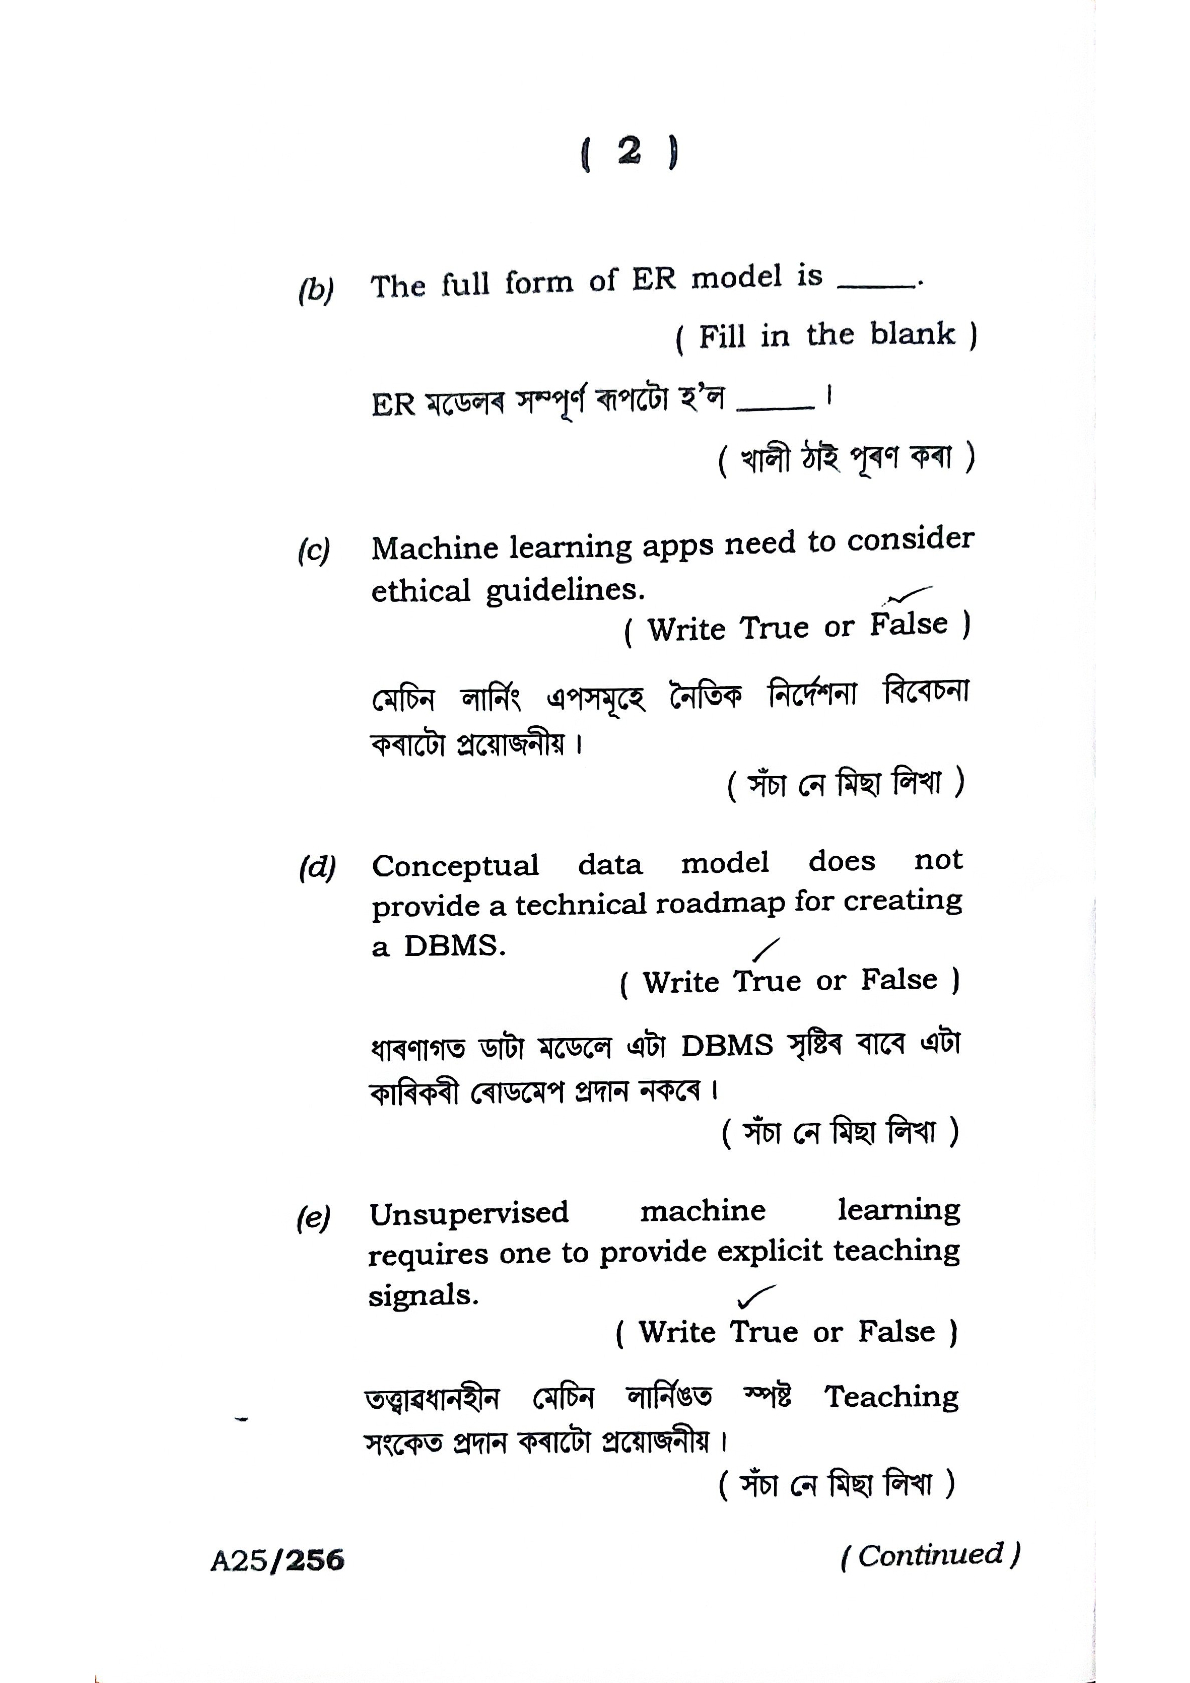 ( 2 )
(b) The full form of ER model is _____.
( Fill in the blank )
ER মডেলৰ সম্পূৰ্ণ ৰূপটো হ’ল _____ ।
( খালী ঠাই পূৰণ কৰা )
(c) Machine learning apps need to consider
ethical guidelines.
( Write True or False )
মেচিন লাৰ্নিং এপসমূহে নৈতিক নিৰ্দেশনা বিবেচনা
কৰাটো প্ৰয়োজনীয় ।
( সঁচা নে মিছা লিখা )
(d) Conceptual data model does not
provide a technical roadmap for creating
a DBMS.
( Write True or False )
ধাৰণাগত ডাটা মডেলে এটা DBMS সৃষ্টিৰ বাবে এটা
কাৰিকৰী ৰোডমেপ প্ৰদান নকৰে ।
( সঁচা নে মিছা লিখা )
(e) Unsupervised machine learning
requires one to provide explicit teaching
signals.
( Write True or False )
তত্ত্বাৱধানহীন মেচিন লাৰ্নিঙত স্পষ্ট Teaching
সংকেত প্ৰদান কৰাটো প্ৰয়োজনীয় ।
( সঁচা নে মিছা লিখা )
A25/256 ( Continued )